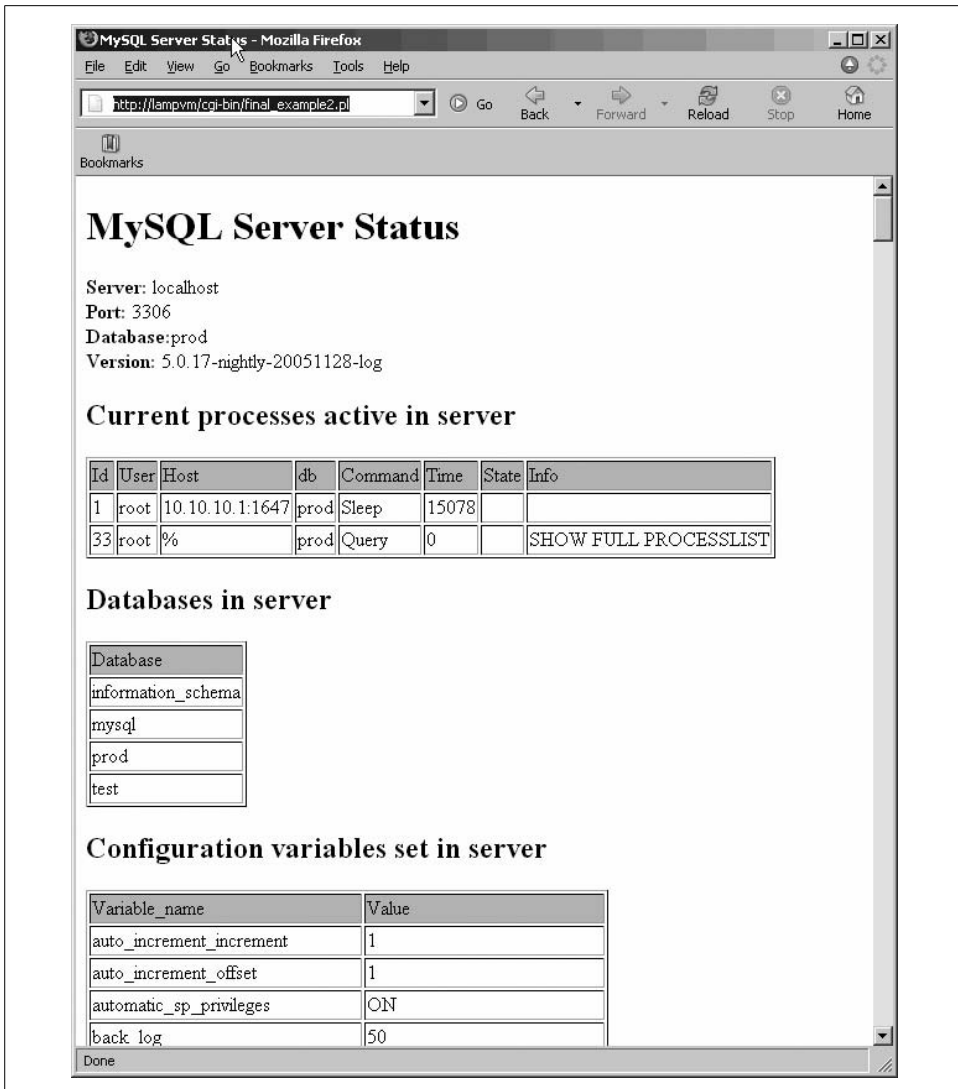 MySQL Server Status - Mozilla Firefox
File Edit View Go Bookmarks Tools Help
http://lampvm/cgi-bin/final_example2.pl Go Back Forward Reload Stop Home
Bookmarks
MySQL Server Status
Server: localhost
Port: 3306
Database:prod
Version: 5.0.17-nightly-20051128-log
Current processes active in server
Id User Host db Command Time State Info
1 root 10.10.10.1:1647 prod Sleep 15078
33 root % prod Query 0 SHOW FULL PROCESSLIST
Databases in server
Database
information_schema
mysql
prod
test
Configuration variables set in server
Variable_name Value
auto_increment_increment 1
auto_increment_offset 1
automatic_sp_privileges ON
back_log 50
Done